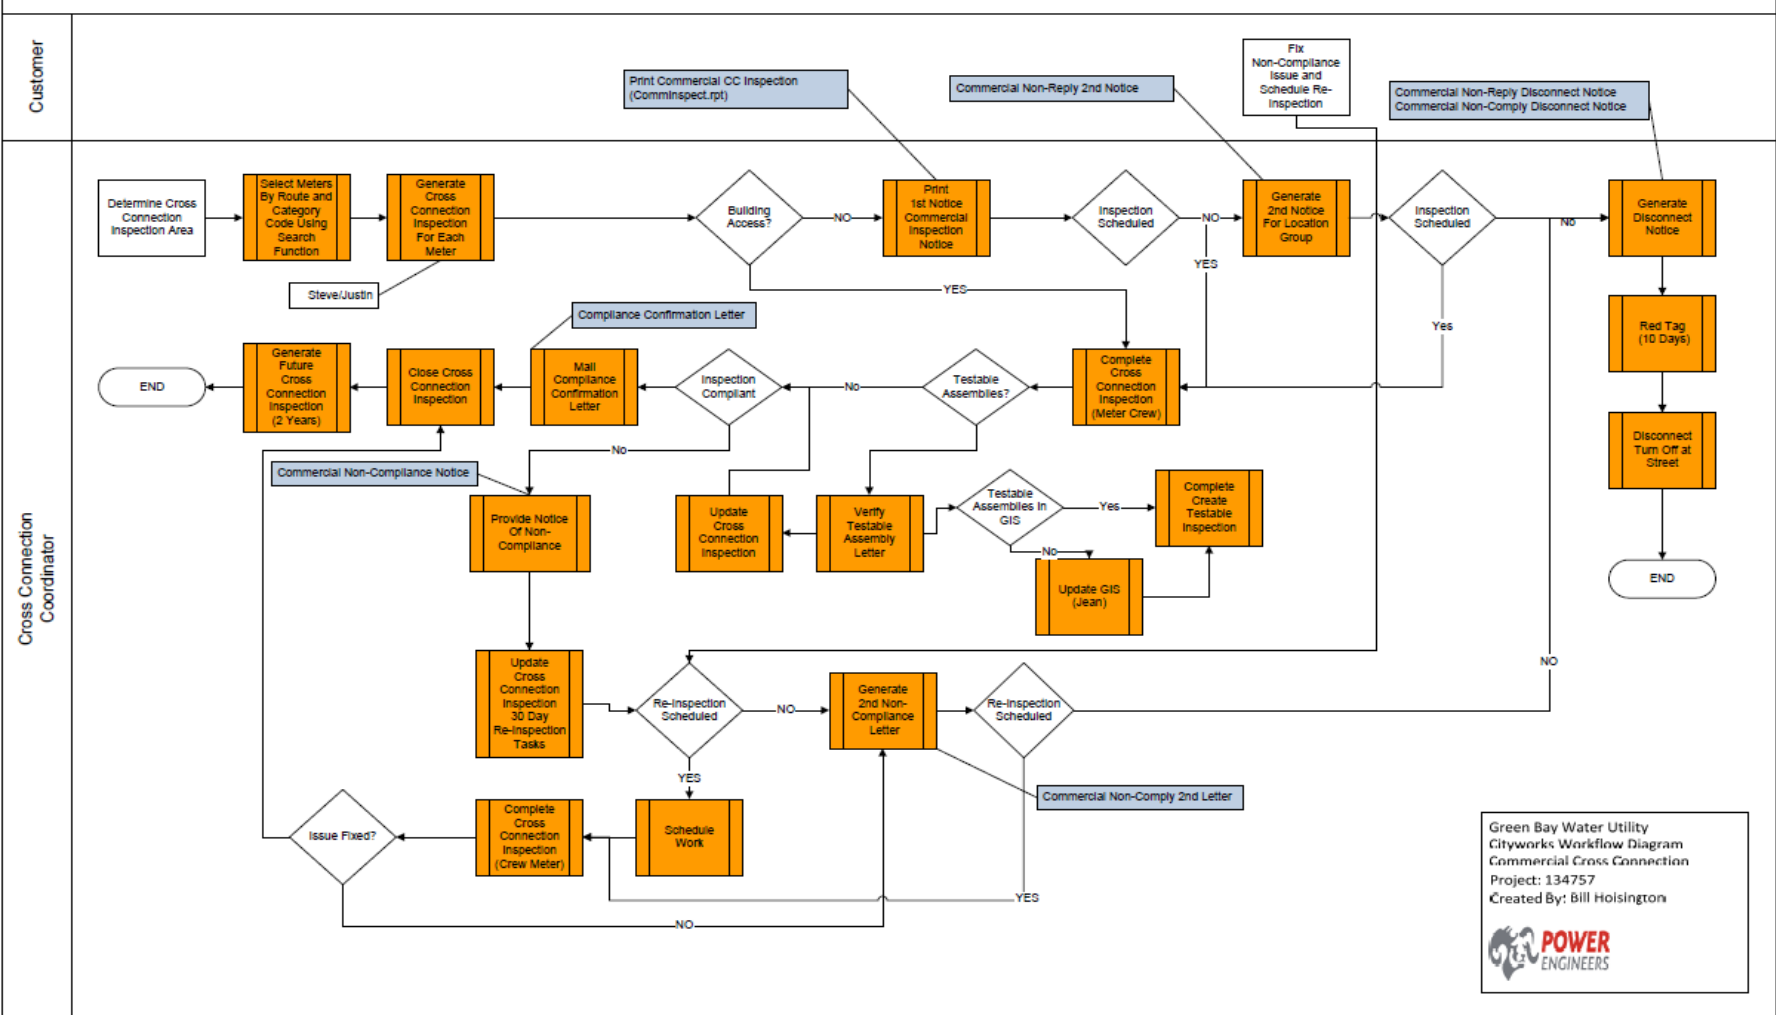 Customer
Print Commercial CC Inspection
(CommInspect.rpt)
Commercial Non-Reply 2nd Notice
Fix
Non-Compliance
Issue and
Schedule Re-
Inspection
Commercial Non-Reply Disconnect Notice
Commercial Non-Comply Disconnect Notice
Cross Connection
Coordinator
Determine Cross
Connection
Inspection Area
Select Meters
By Route and
Category
Code Using
Search
Function
Generate
Cross
Connection
Inspection
For Each
Meter
Steve/Justin
Building
Access?
NO
YES
Print
1st Notice
Commercial
Inspection
Notice
Inspection
Scheduled
NO
YES
Generate
2nd Notice
For Location
Group
Inspection
Scheduled
No
Yes
Generate
Disconnect
Notice
Red Tag
(10 Days)
Disconnect
Turn Off at
Street
END
END
Generate
Future
Cross
Connection
Inspection
(2 Years)
Close Cross
Connection
Inspection
Compliance Confirmation Letter
Mail
Compliance
Confirmation
Letter
Inspection
Compliant
No
Testable
Assemblies?
Complete
Cross
Connection
Inspection
(Meter Crew)
No
Commercial Non-Compliance Notice
Provide Notice
Of Non-
Compliance
Update
Cross
Connection
Inspection
Verify
Testable
Assembly
Letter
Testable
Assemblies In
GIS
Yes
No
Complete
Create
Testable
Inspection
Update GIS
(Jean)
Update
Cross
Connection
Inspection
30 Day
Re-Inspection
Tasks
Re-Inspection
Scheduled
NO
YES
Generate
2nd Non-
Compliance
Letter
Re-Inspection
Scheduled
NO
YES
Commercial Non-Comply 2nd Letter
Issue Fixed?
Complete
Cross
Connection
Inspection
(Crew Meter)
Schedule
Work
NO
Green Bay Water Utility
Cityworks Workflow Diagram
Commercial Cross Connection
Project: 134757
Created By: Bill Hoisington
POWER
ENGINEERS